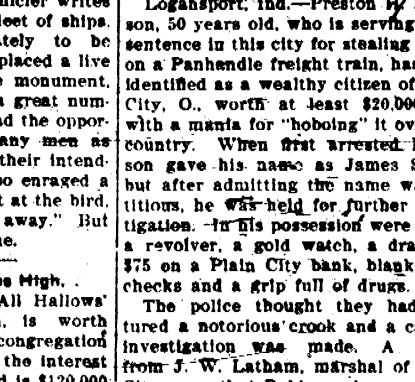 leet of ships.
ately to be
placed a live
monument,
a great num-
nd the oppor-
any men as
their intend-
oo enraged a
t at the bird,
away." But
ne.
High.
All Hallows'
is worth
congregation
the interest
d is $120,000
Logansport, Ind.—Preston
son, 50 years old, who is serving
sentence in this city for stealing
on a Panhandle freight train, has
identified as a wealthy citizen of
City, O., worth at least $20,000
with a mania for "hoboing" it ove
country. When first arrested
son gave his name as James S
but after admitting the name w
titious, he was held for further
tigation. In his possession were
a revolver, a gold watch, a dra
$75 on a Plain City bank, blank
checks and a grip full of drugs.
The police thought they had
tured a notorious crook and a c
investigation was made. A
from J. W. Latham, marshal of